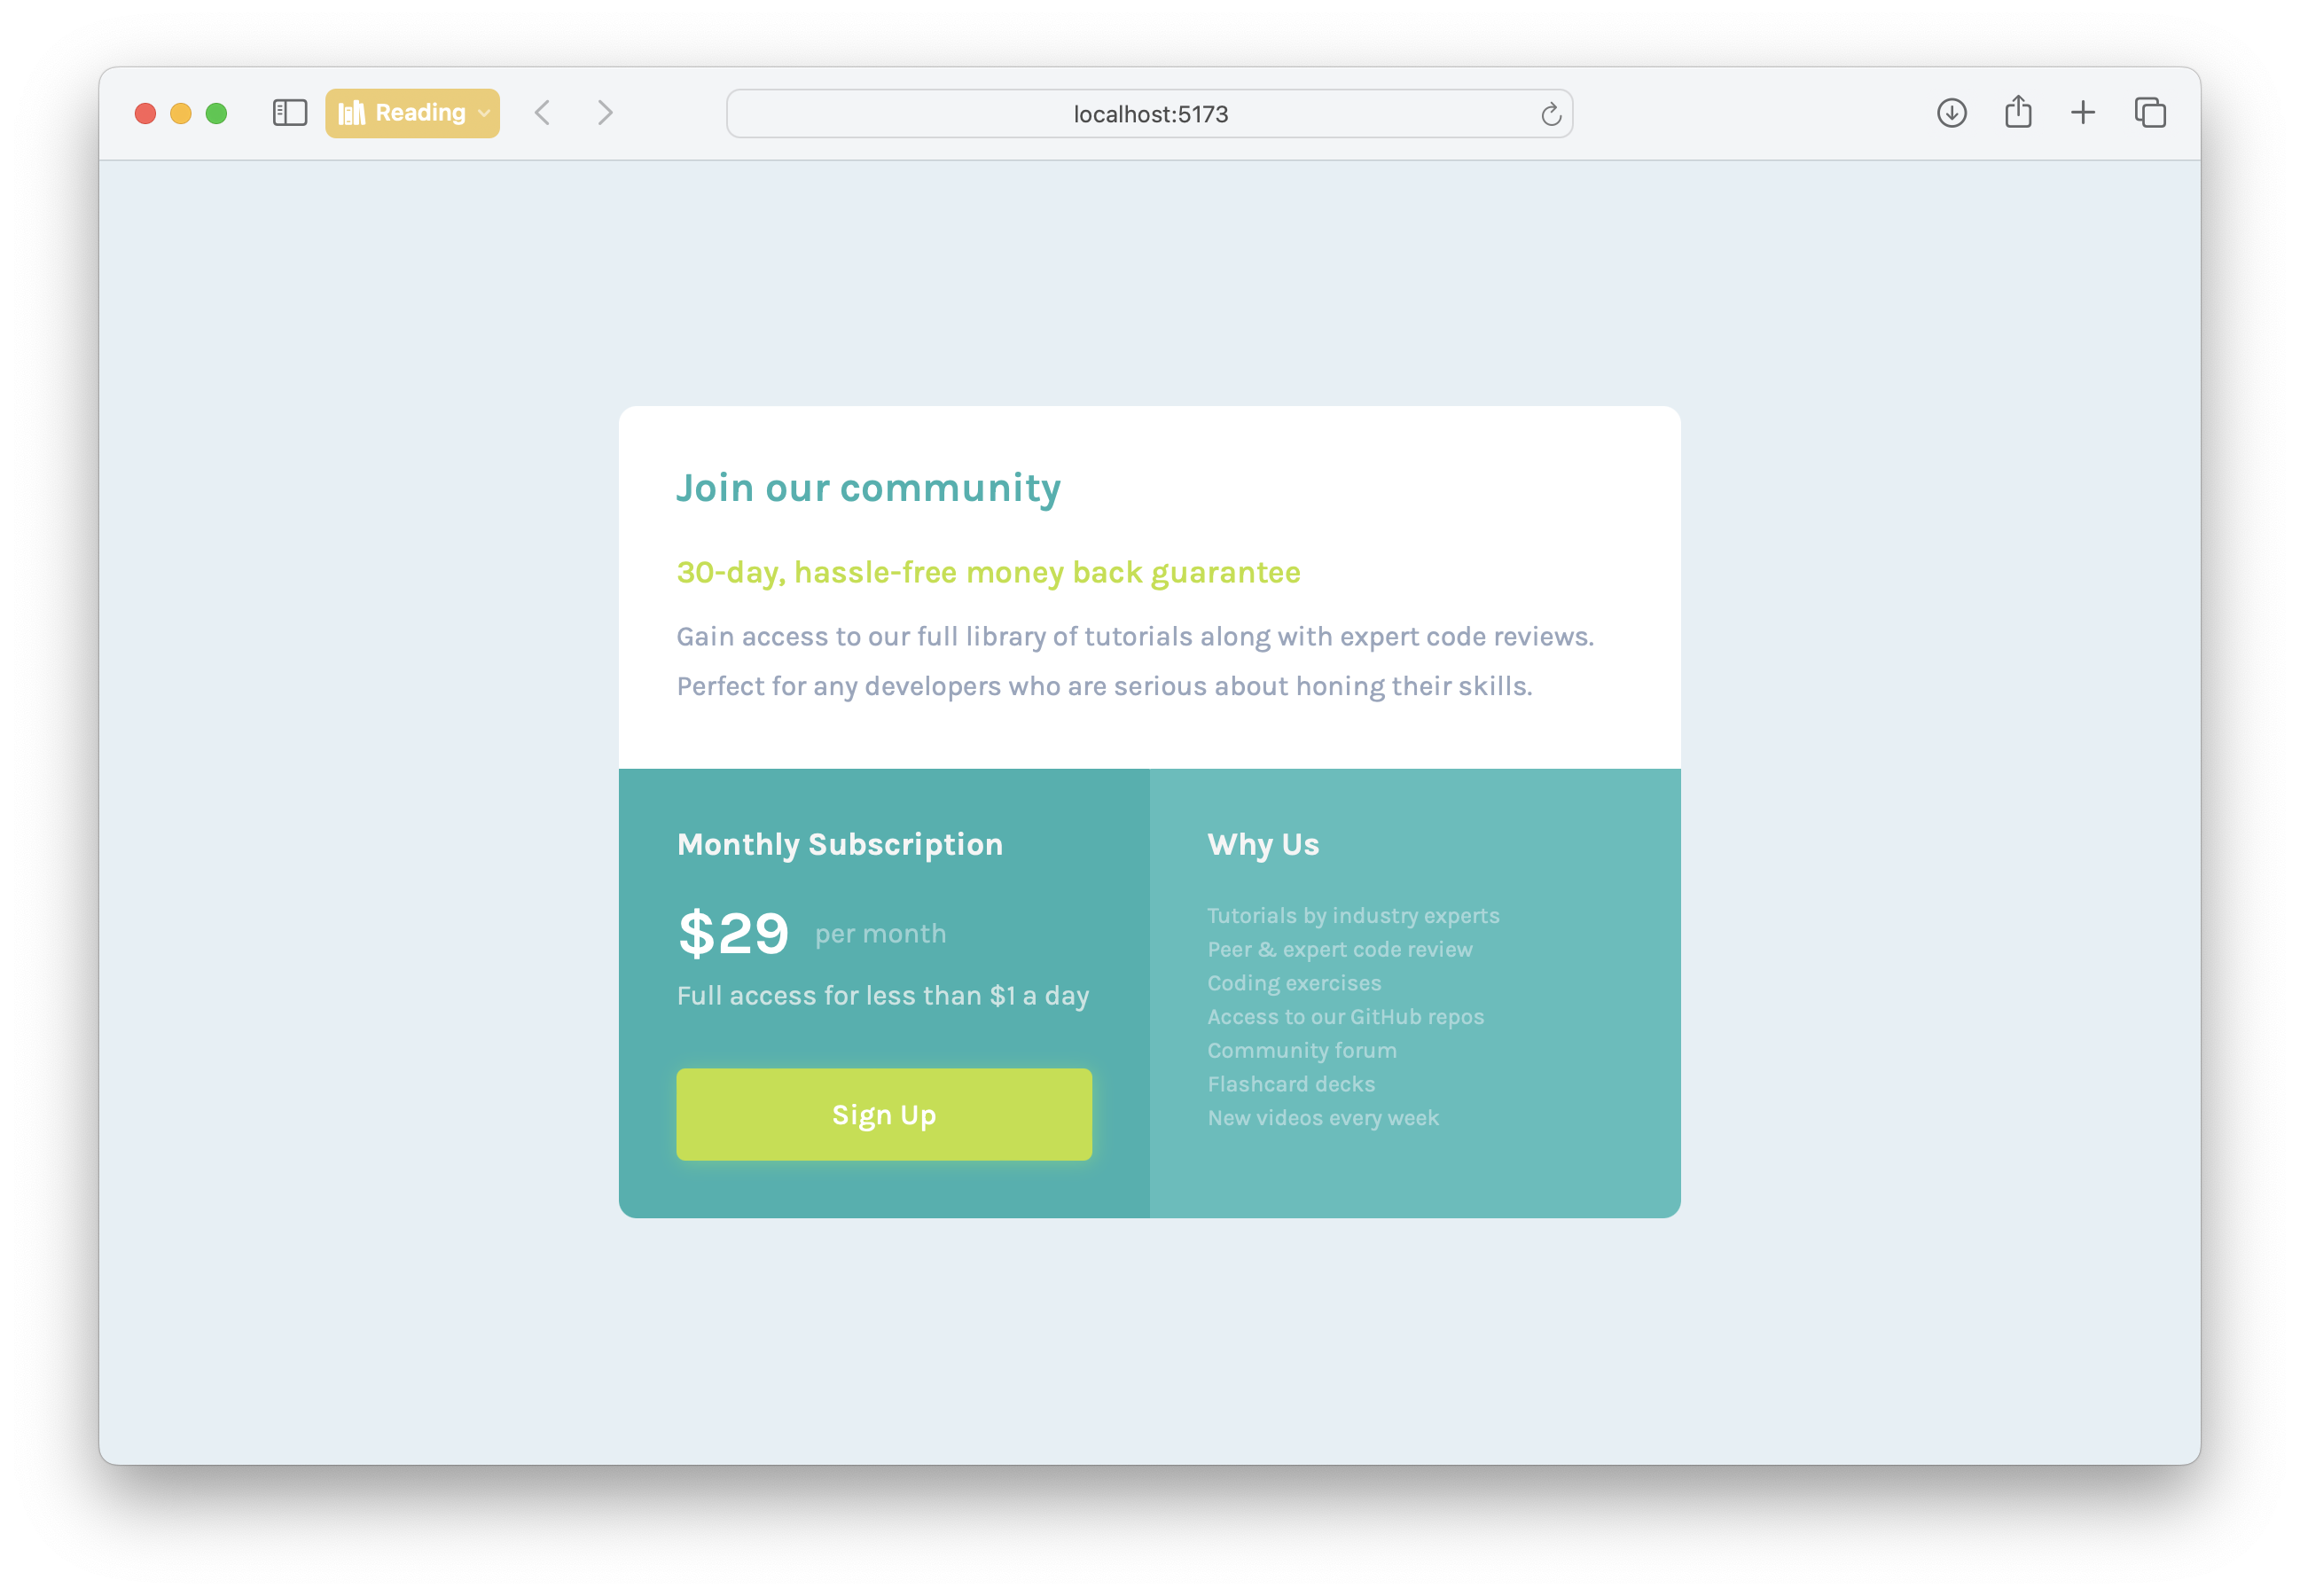 Reading
localhost:5173
Join our community
30-day, hassle-free money back guarantee
Gain access to our full library of tutorials along with expert code reviews.
Perfect for any developers who are serious about honing their skills.
Monthly Subscription
$29 per month
Full access for less than $1 a day
Sign Up
Why Us
Tutorials by industry experts
Peer & expert code review
Coding exercises
Access to our GitHub repos
Community forum
Flashcard decks
New videos every week